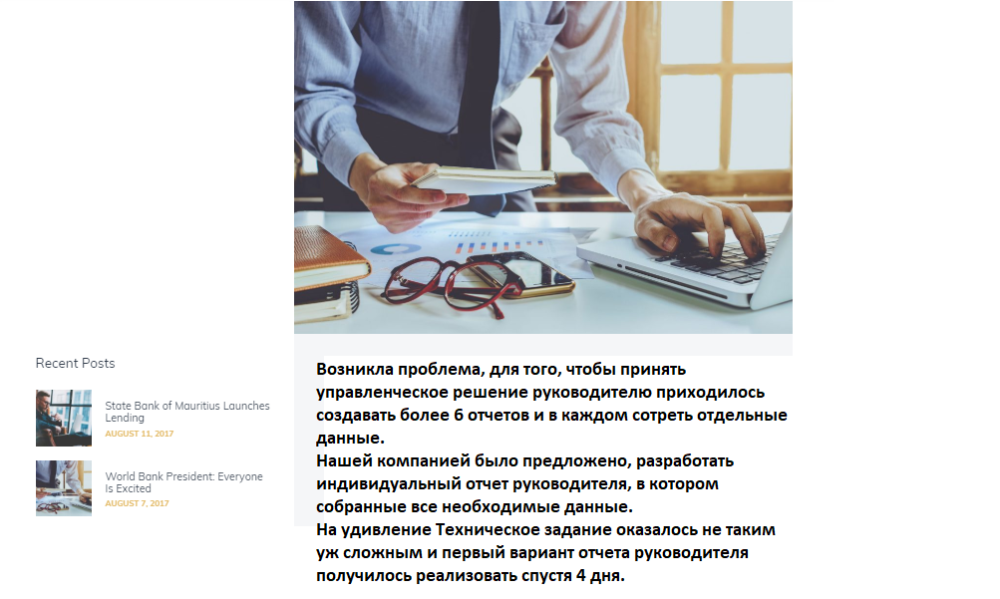 Recent Posts
State Bank of Mauritius Launches
Lending
AUGUST 11, 2017
World Bank President: Everyone
Is Excited
AUGUST 7, 2017
Возникла проблема, для того, чтобы принять
управленческое решение руководителю приходилось
создавать более 6 отчетов и в каждом сотреть отдельные
данные.
Нашей компанией было предложено, разработать
индивидуальный отчет руководителя, в котором
собранные все необходимые данные.
На удивление Техническое задание оказалось не таким
уж сложным и первый вариант отчета руководителя
получилось реализовать спустя 4 дня.